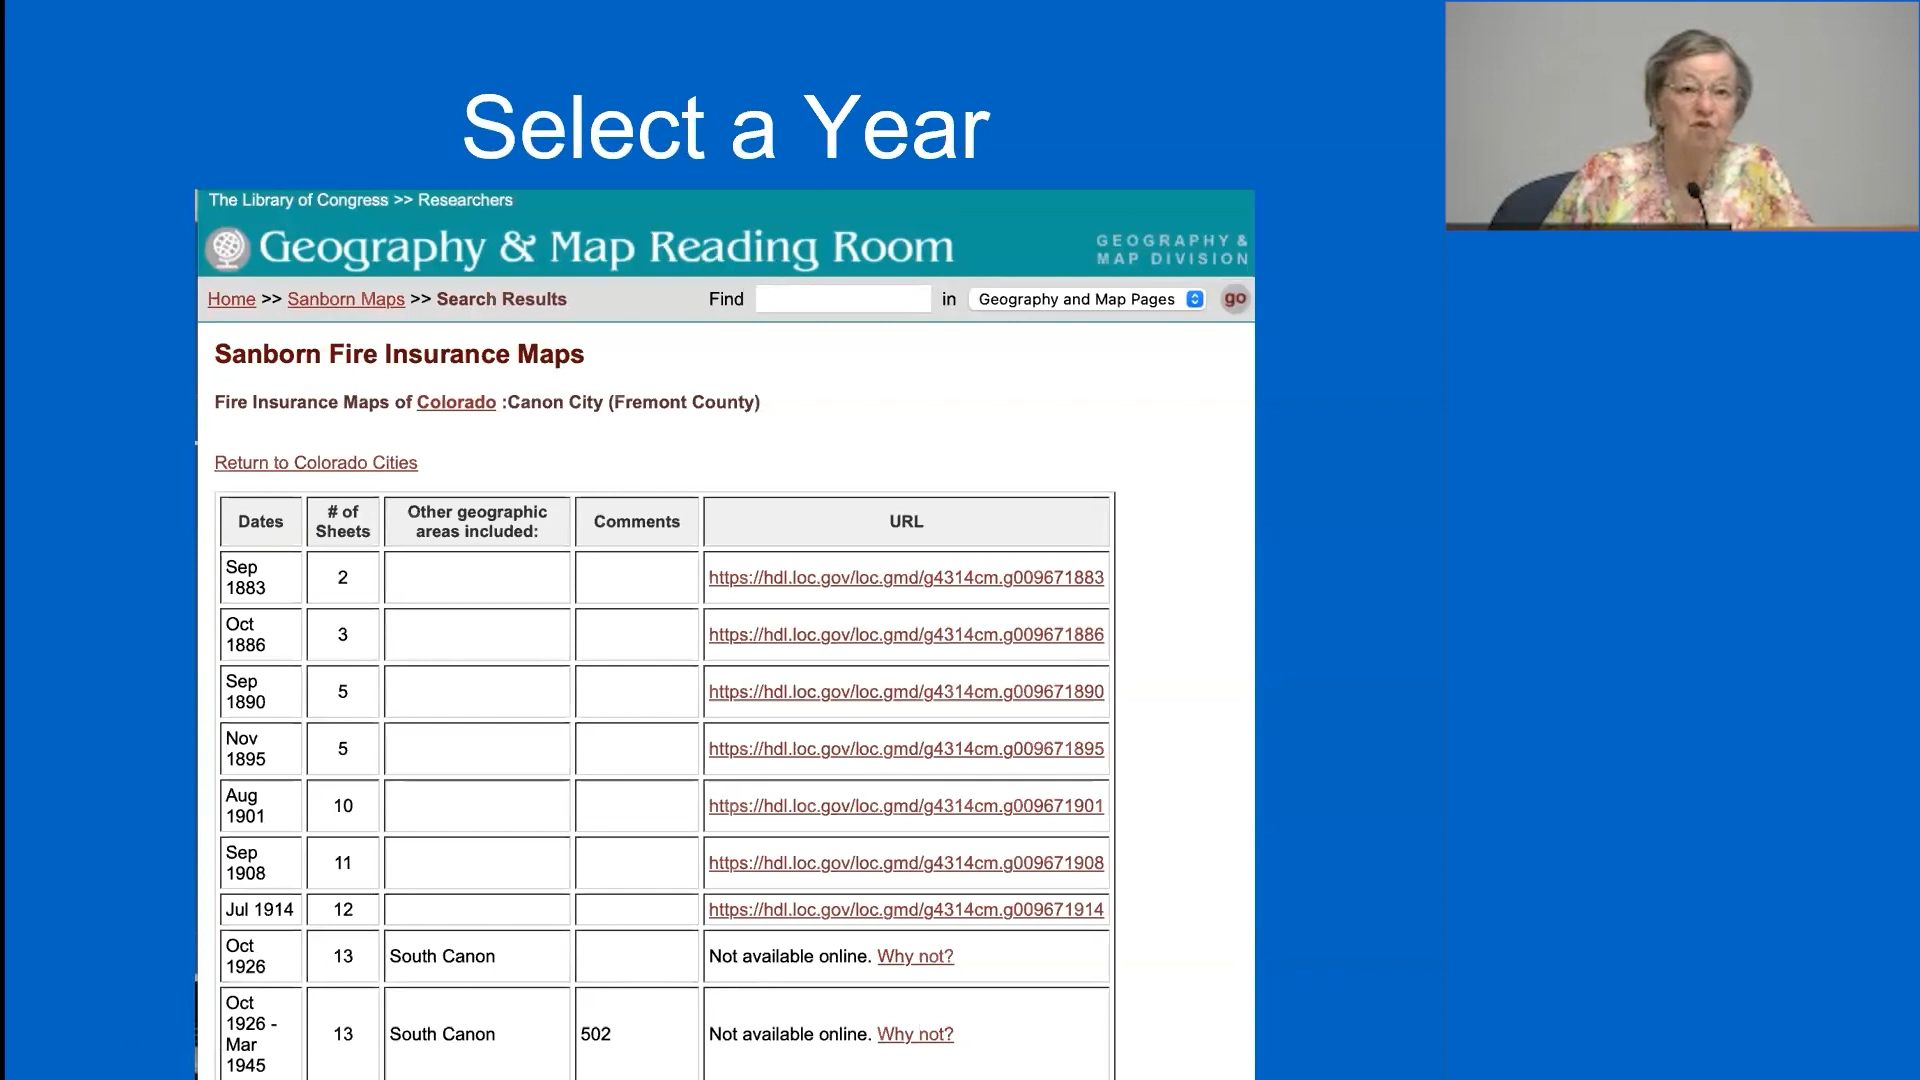 Select a Year
The Library of Congress >> Researchers
Geography & Map Reading Room
GEOGRAPHY &
MAP DIVISION
Home >> Sanborn Maps >> Search Results
Find
in
Geography and Map Pages
go
Sanborn Fire Insurance Maps
Fire Insurance Maps of Colorado :Canon City (Fremont County)
Return to Colorado Cities
Dates
# of
Sheets
Other geographic
areas included:
Comments
URL
Sep
1883
2
https://hdl.loc.gov/loc.gmd/g4314cm.g009671883
Oct
1886
3
https://hdl.loc.gov/loc.gmd/g4314cm.g009671886
Sep
1890
5
https://hdl.loc.gov/loc.gmd/g4314cm.g009671890
Nov
1895
5
https://hdl.loc.gov/loc.gmd/g4314cm.g009671895
Aug
1901
10
https://hdl.loc.gov/loc.gmd/g4314cm.g009671901
Sep
1908
11
https://hdl.loc.gov/loc.gmd/g4314cm.g009671908
Jul 1914
12
https://hdl.loc.gov/loc.gmd/g4314cm.g009671914
Oct
1926
13
South Canon
Not available online. Why not?
Oct
1926 -
Mar
1945
13
South Canon
502
Not available online. Why not?